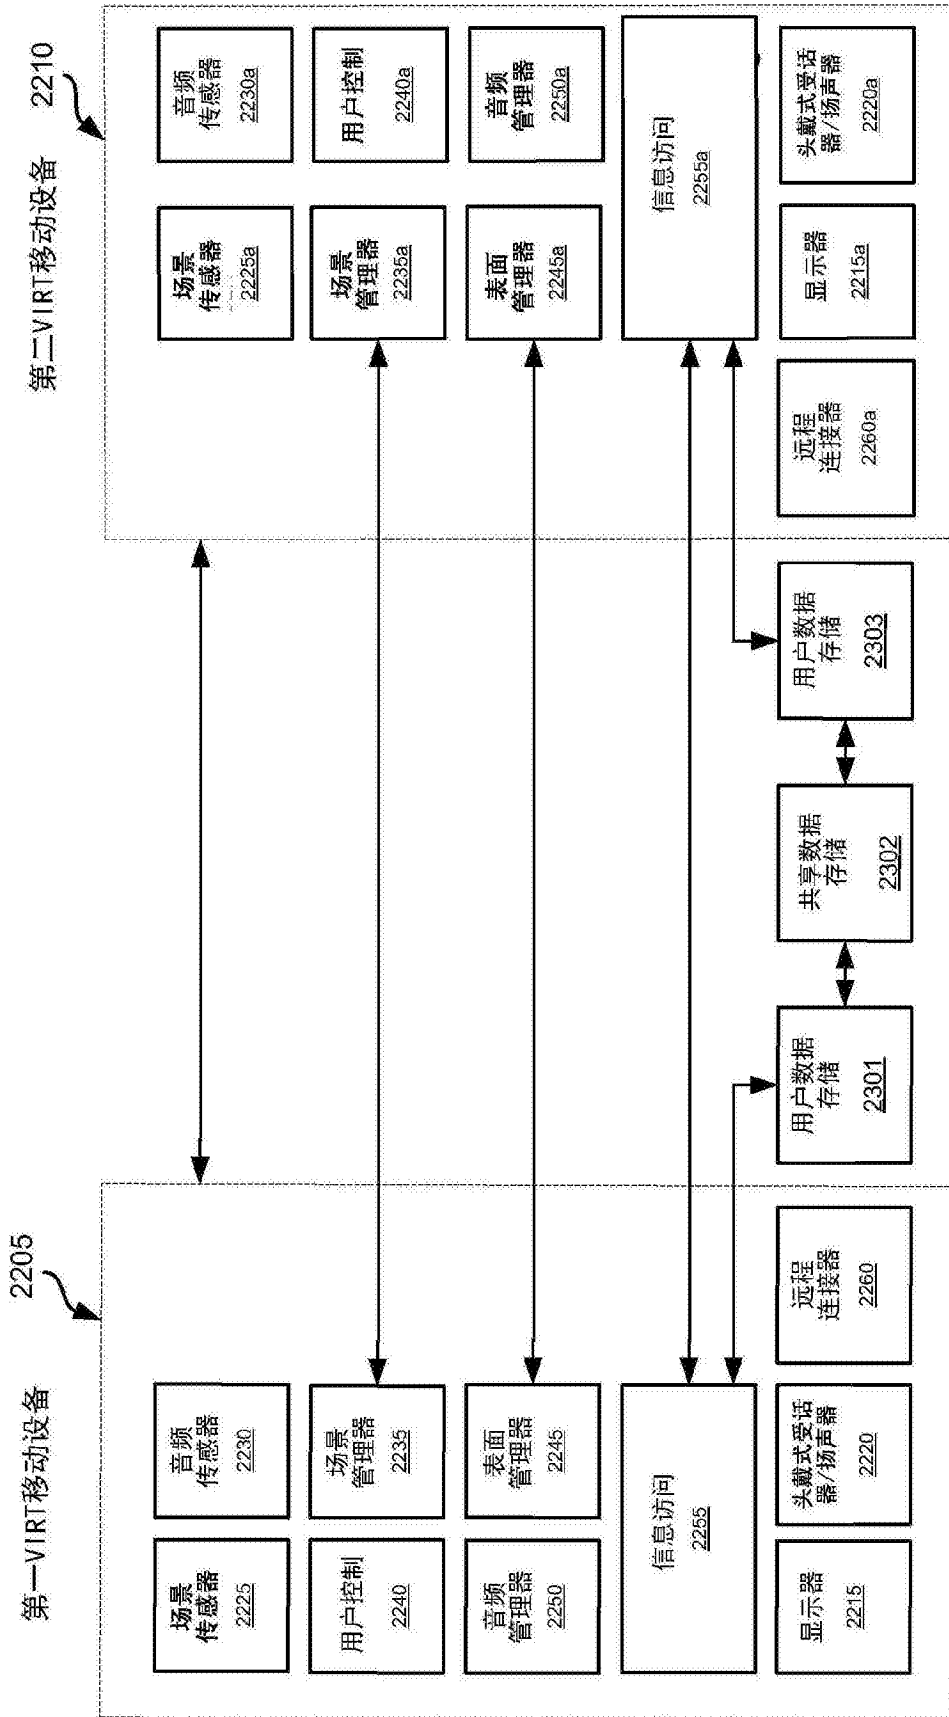 第一VIRT移动设备
2205
场景
传感器
2225
音频
传感器
2230
用户控制
2240
场景
管理器
2235
音频
管理器
2250
表面
管理器
2245
信息访问
2255
显示器
2215
头戴式受话
器/扬声器
2220
远程
连接器
2260
用户数据
存储
2301
共享数据
存储
2302
用户数据
存储
2303
第二VIRT移动设备
2210
场景
传感器
2225a
音频
传感器
2230a
场景
管理器
2235a
用户控制
2240a
表面
管理器
2245a
音频
管理器
2250a
信息访问
2255a
远程
连接器
2260a
显示器
2215a
头戴式受话
器/扬声器
2220a